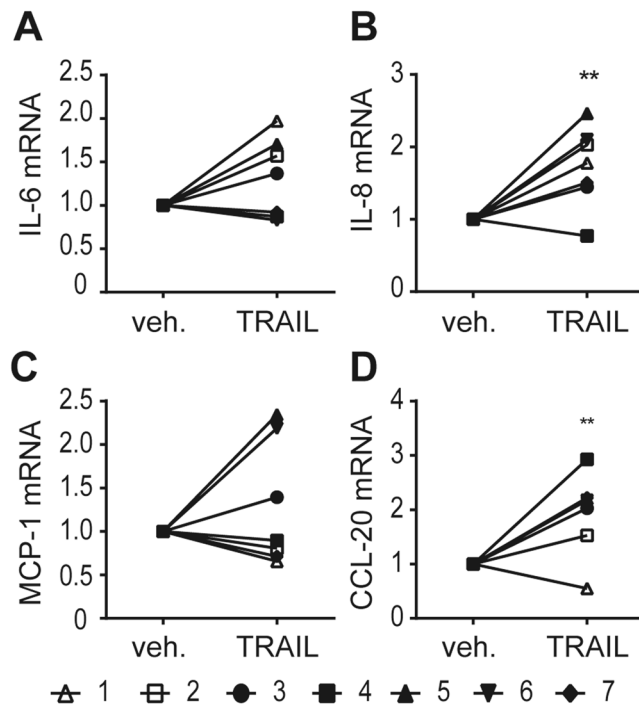 A
IL-6 mRNA
2.5
2.0
1.5
1.0
0.5
0
veh. TRAIL
B
IL-8 mRNA
3
2
1
0
**
veh. TRAIL
C
MCP-1 mRNA
2.5
2.0
1.5
1.0
0.5
0
veh. TRAIL
D
CCL-20 mRNA
4
3
2
1
0
**
veh. TRAIL
1 2 3 4 5 6 7